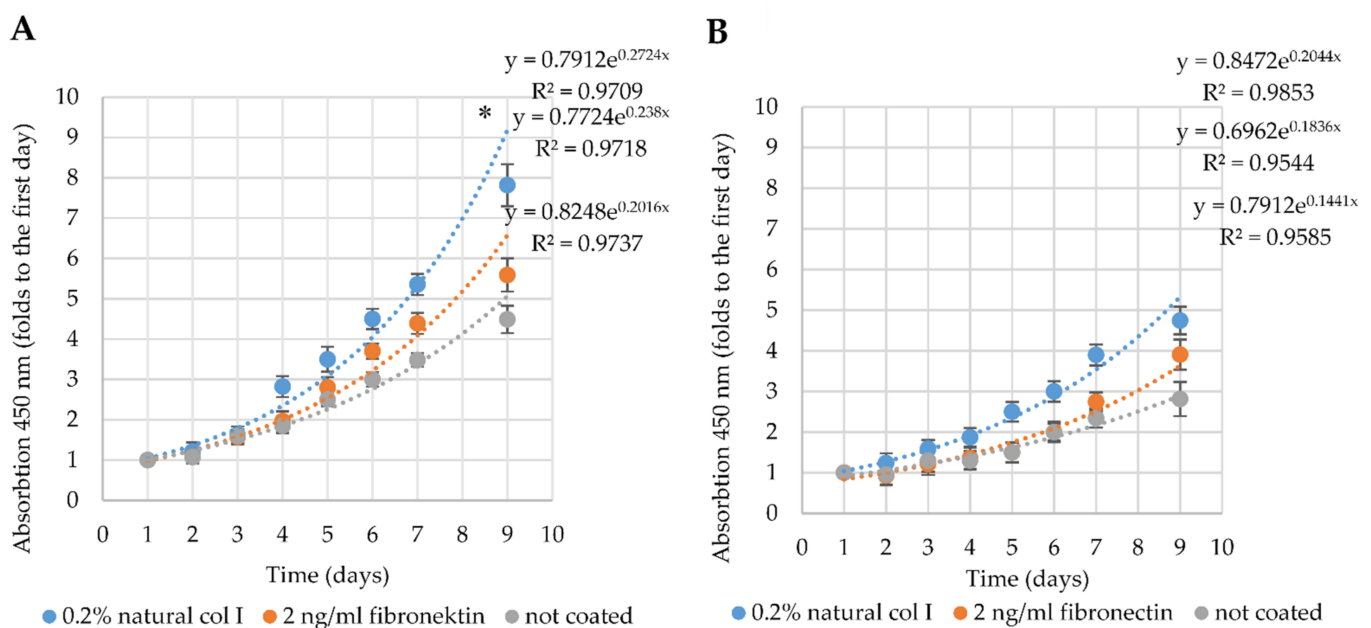 A
y = 0.7912e^0.2724x
R² = 0.9709
y = 0.7724e^0.238x
R² = 0.9718
y = 0.8248e^0.2016x
R² = 0.9737
*
Absorbtion 450 nm (folds to the first day)
10
9
8
7
6
5
4
3
2
1
0
0 1 2 3 4 5 6 7 8 9 10
Time (days)
0.2% natural col I 2 ng/ml fibronektin not coated
B
y = 0.8472e^0.2044x
R² = 0.9853
y = 0.6962e^0.1836x
R² = 0.9544
y = 0.7912e^0.1441x
R² = 0.9585
Absorbtion 450 nm (folds to the first day)
10
9
8
7
6
5
4
3
2
1
0
0 1 2 3 4 5 6 7 8 9 10
Time (days)
0.2% natural col I 2 ng/ml fibronectin not coated